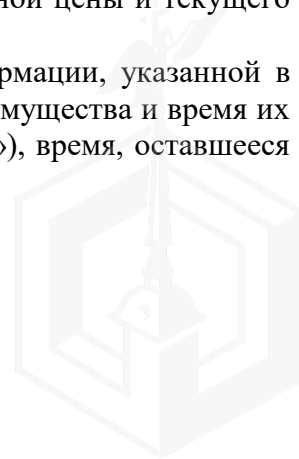 ной цены и текущего
рмации, указанной в
мущества и время их
»), время, оставшееся